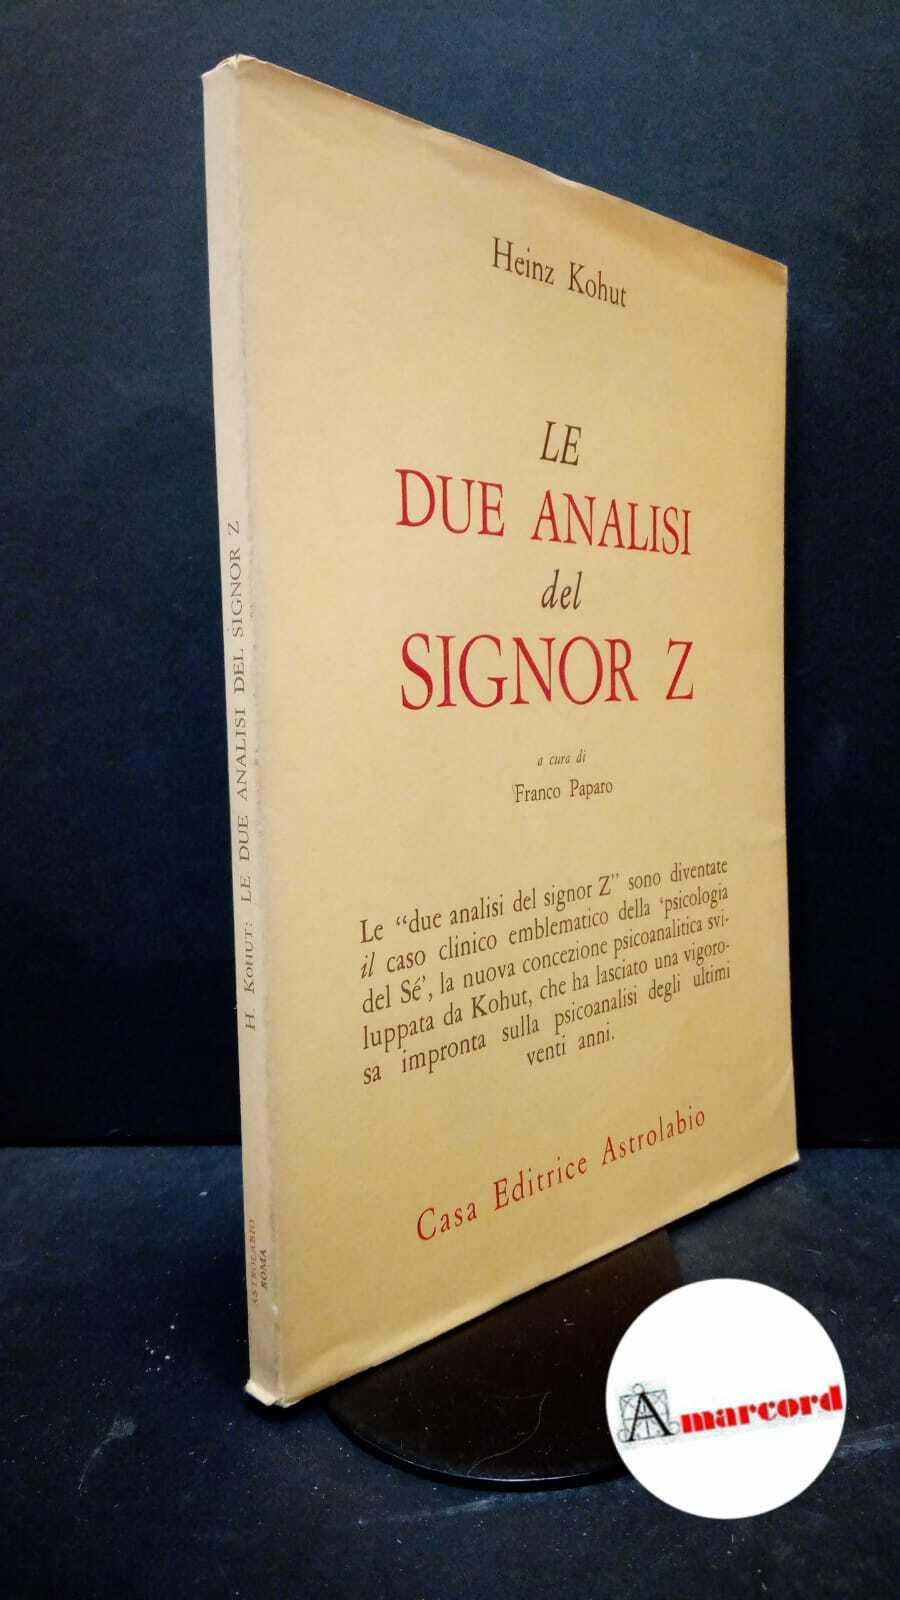 Heinz Kohut
LE
DUE ANALISI
del
SIGNOR Z
a cura di
Franco Paparo
Le “due analisi del signor Z” sono diventate
il caso clinico emblematico della ‘psicologia
del Sé’, la nuova concezione psicoanalitica svi-
luppata da Kohut, che ha lasciato una vigoro-
sa impronta sulla psicoanalisi degli ultimi
venti anni.
Casa Editrice Astrolabio
H. KOHUT: LE DUE ANALISI DEL SIGNOR Z
ASTROLABIO
ROMA
Amarcord